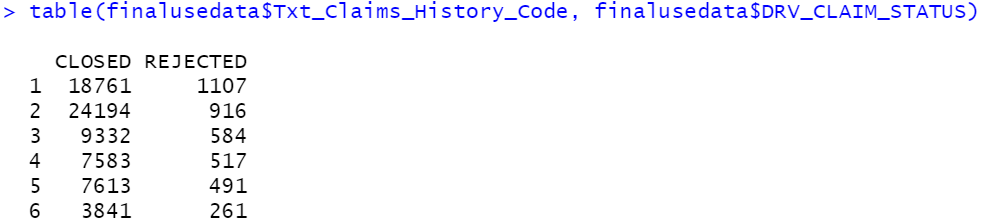 > table(finalusedata$Txt_Claims_History_Code, finalusedata$DRV_CLAIM_STATUS)
CLOSED REJECTED
1 18761 1107
2 24194 916
3 9332 584
4 7583 517
5 7613 491
6 3841 261